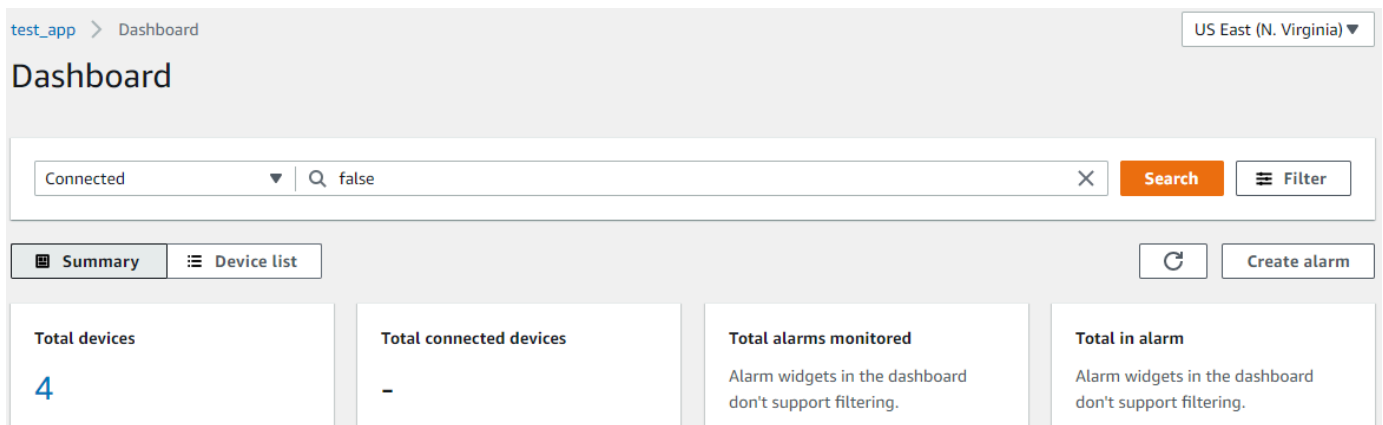 test_app > Dashboard
US East (N. Virginia)
Dashboard
Connected
false
Search
Filter
Summary
Device list
Create alarm
Total devices
4
Total connected devices
-
Total alarms monitored
Alarm widgets in the dashboard
don't support filtering.
Total in alarm
Alarm widgets in the dashboard
don't support filtering.